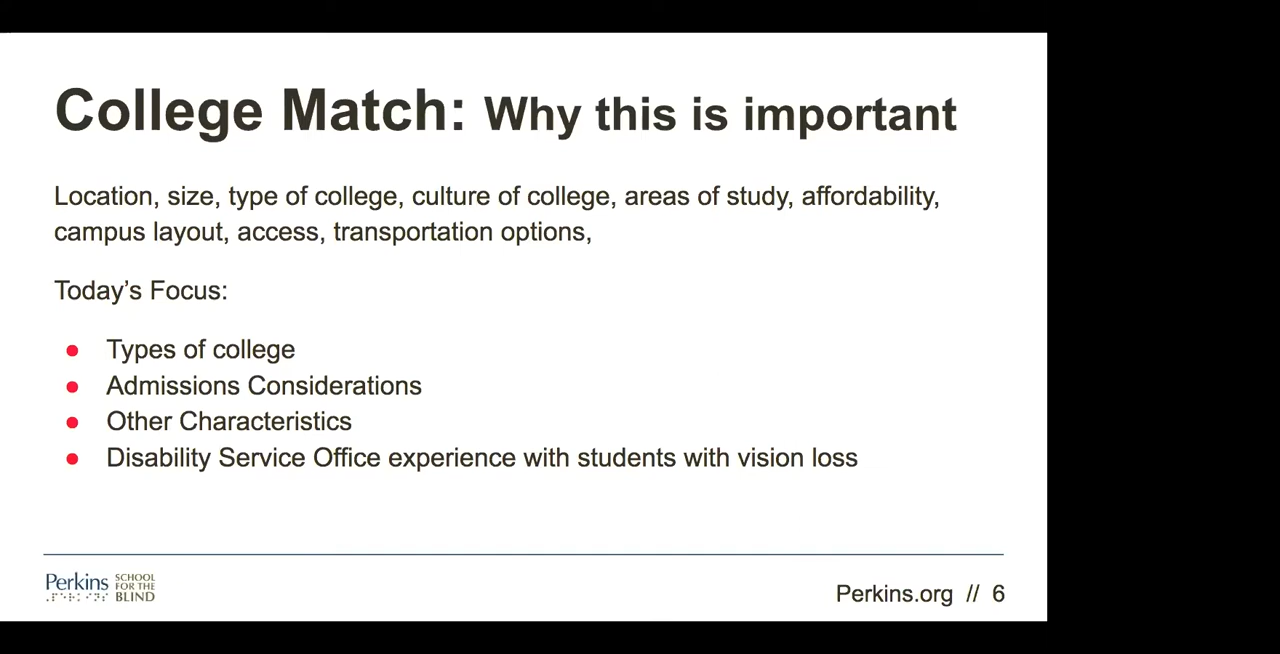 College Match: Why this is important
Location, size, type of college, culture of college, areas of study, affordability,
campus layout, access, transportation options,
Today’s Focus:
● Types of college
● Admissions Considerations
● Other Characteristics
● Disability Service Office experience with students with vision loss
Perkins SCHOOL FOR THE BLIND
Perkins.org // 6